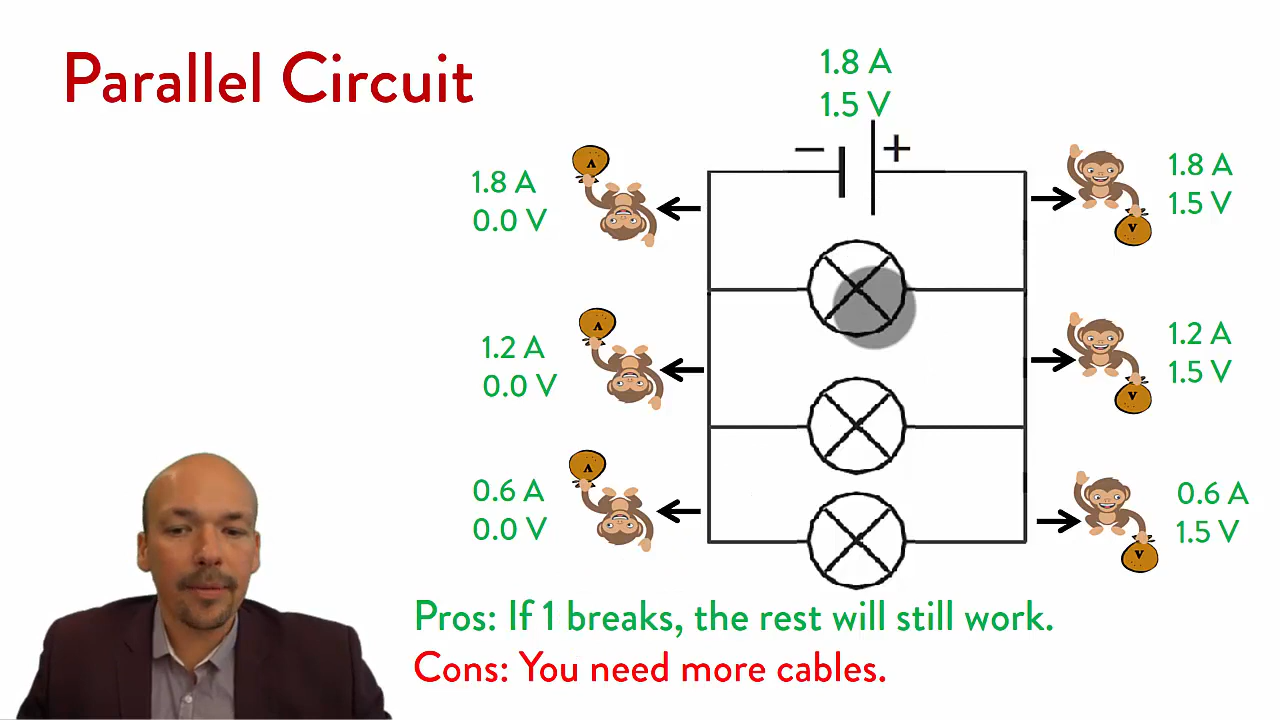 Parallel Circuit
1.8 A
1.5 V
− +
A
1.8 A
0.0 V
1.8 A
1.5 V
V
A
1.2 A
0.0 V
1.2 A
1.5 V
V
A
0.6 A
0.0 V
0.6 A
1.5 V
V
Pros: If 1 breaks, the rest will still work.
Cons: You need more cables.